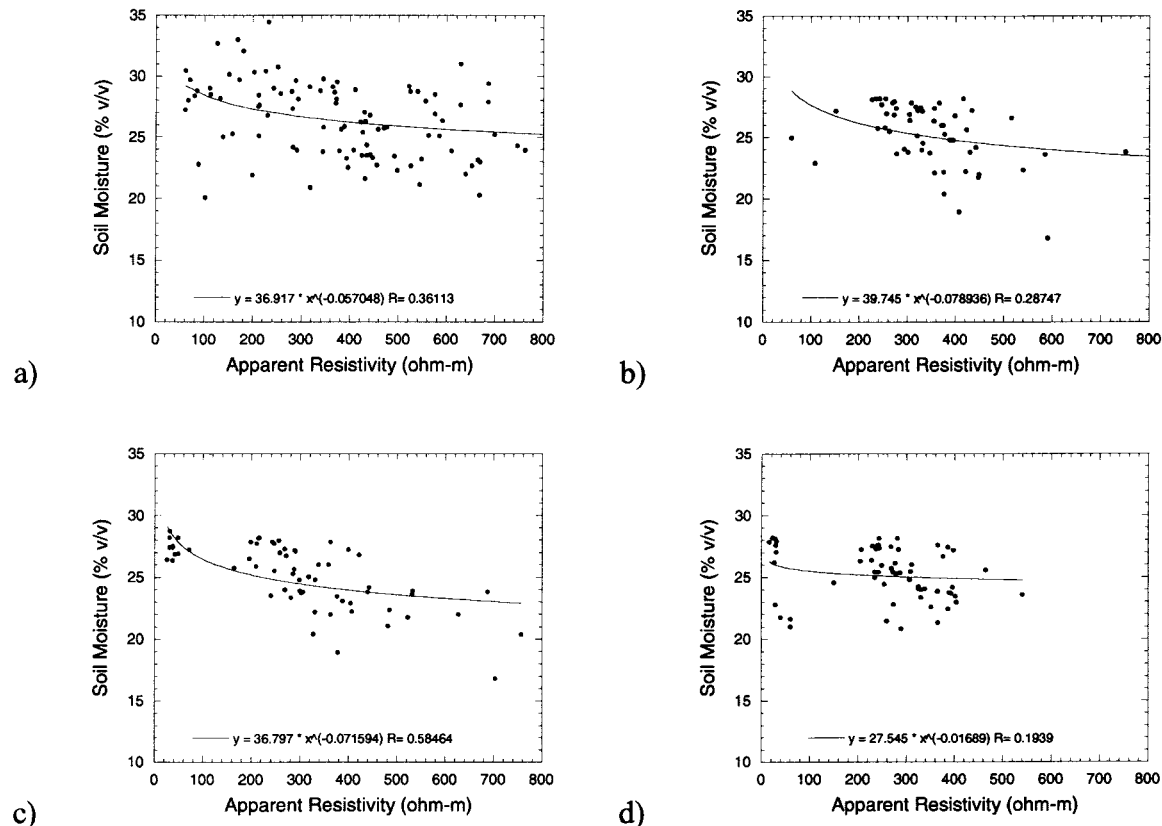 35
30
25
20
15
10
Soil Moisture (% v/v)
y = 36.917 * x^(-0.057048) R= 0.36113
0 100 200 300 400 500 600 700 800
Apparent Resistivity (ohm-m)
a)
35
30
25
20
15
10
Soil Moisture (% v/v)
y = 39.745 * x^(-0.078936) R= 0.28747
0 100 200 300 400 500 600 700 800
Apparent Resistivity (ohm-m)
b)
35
30
25
20
15
10
Soil Moisture (% v/v)
y = 36.797 * x^(-0.071594) R= 0.58464
0 100 200 300 400 500 600 700 800
Apparent Resistivity (ohm-m)
c)
35
30
25
20
15
10
Soil Moisture (% v/v)
y = 27.545 * x^(-0.01689) R= 0.1939
0 100 200 300 400 500 600 700 800
Apparent Resistivity (ohm-m)
d)